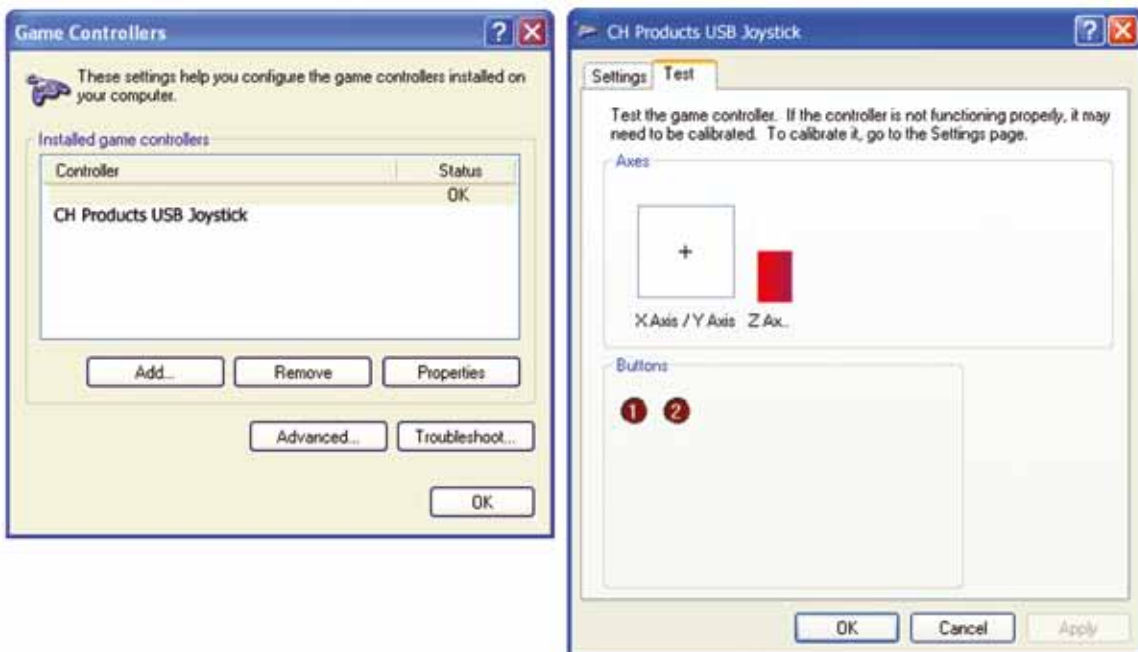 Game Controllers
These settings help you configure the game controllers installed on
your computer.
Installed game controllers
Controller Status
OK
CH Products USB Joystick
Add... Remove Properties
Advanced... Troubleshoot...
OK
CH Products USB Joystick
Settings Test
Test the game controller. If the controller is not functioning properly, it may
need to be calibrated. To calibrate it, go to the Settings page.
Axes
X Axis / Y Axis Z Ax..
Buttons
1 2
OK Cancel Apply